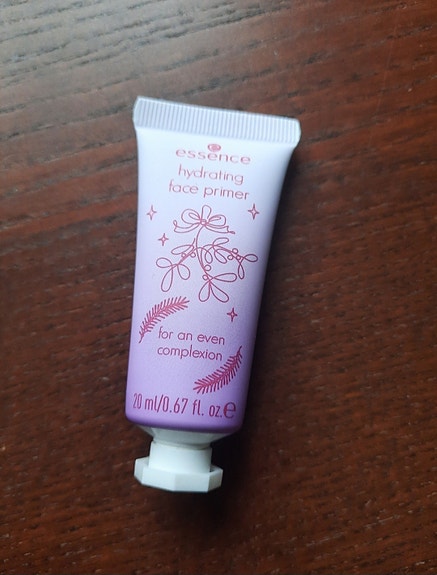 essence
hydrating
face primer
for an even
complexion
20 ml/0.67 fl. oz.℮